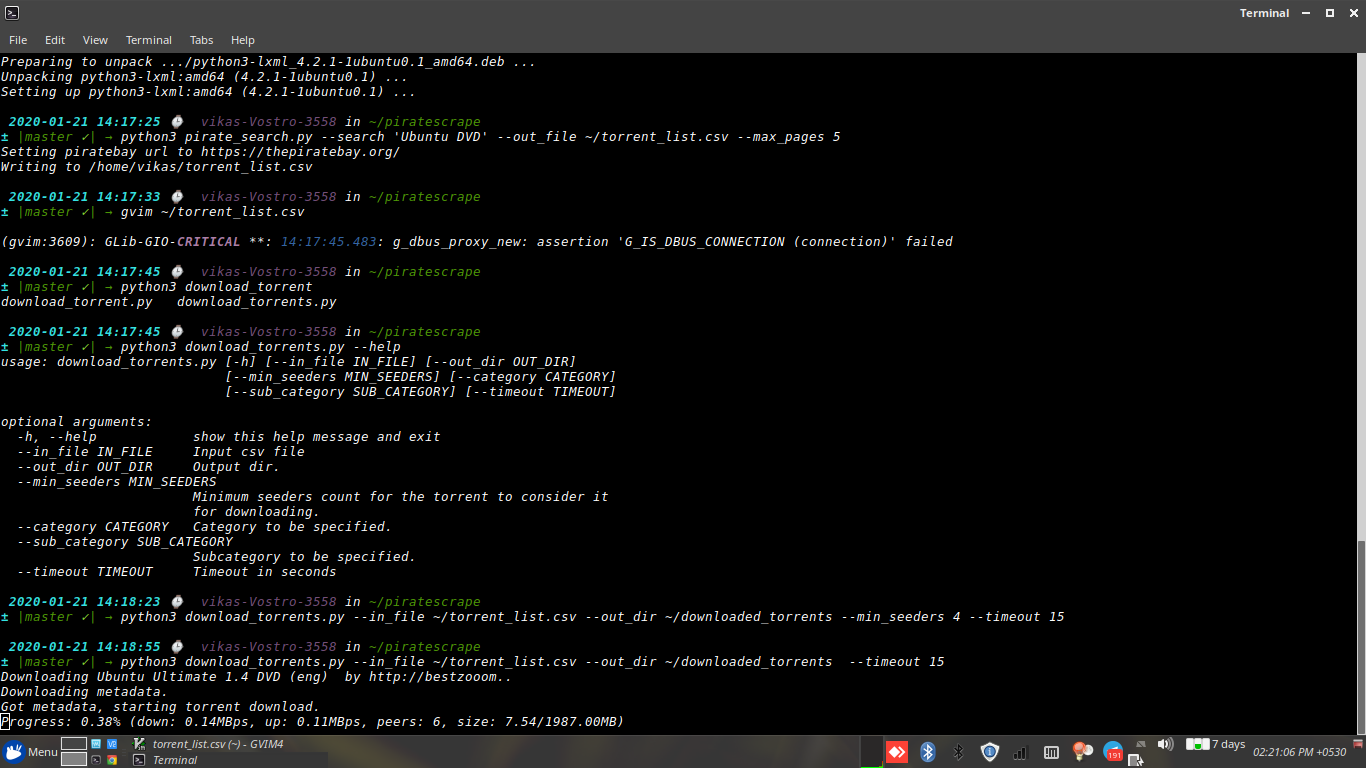 Terminal
File Edit View Terminal Tabs Help
Preparing to unpack .../python3-lxml_4.2.1-1ubuntu0.1_amd64.deb ...
Unpacking python3-lxml:amd64 (4.2.1-1ubuntu0.1) ...
Setting up python3-lxml:amd64 (4.2.1-1ubuntu0.1) ...
2020-01-21 14:17:25 ⌚ vikas-Vostro-3558 in ~/piratescrape
± |master ✓| → python3 pirate_search.py --search 'Ubuntu DVD' --out_file ~/torrent_list.csv --max_pages 5
Setting piratebay url to https://thepiratebay.org/
Writing to /home/vikas/torrent_list.csv
2020-01-21 14:17:33 ⌚ vikas-Vostro-3558 in ~/piratescrape
± |master ✓| → gvim ~/torrent_list.csv
(gvim:3609): GLib-GIO-CRITICAL **: 14:17:45.483: g_dbus_proxy_new: assertion 'G_IS_DBUS_CONNECTION (connection)' failed
2020-01-21 14:17:45 ⌚ vikas-Vostro-3558 in ~/piratescrape
± |master ✓| → python3 download_torrent
download_torrent.py download_torrents.py
2020-01-21 14:17:45 ⌚ vikas-Vostro-3558 in ~/piratescrape
± |master ✓| → python3 download_torrents.py --help
usage: download_torrents.py [-h] [--in_file IN_FILE] [--out_dir OUT_DIR]
[--min_seeders MIN_SEEDERS] [--category CATEGORY]
[--sub_category SUB_CATEGORY] [--timeout TIMEOUT]
optional arguments:
-h, --help show this help message and exit
--in_file IN_FILE Input csv file
--out_dir OUT_DIR Output dir.
--min_seeders MIN_SEEDERS
Minimum seeders count for the torrent to consider it
for downloading.
--category CATEGORY Category to be specified.
--sub_category SUB_CATEGORY
Subcategory to be specified.
--timeout TIMEOUT Timeout in seconds
2020-01-21 14:18:23 ⌚ vikas-Vostro-3558 in ~/piratescrape
± |master ✓| → python3 download_torrents.py --in_file ~/torrent_list.csv --out_dir ~/downloaded_torrents --min_seeders 4 --timeout 15
2020-01-21 14:18:55 ⌚ vikas-Vostro-3558 in ~/piratescrape
± |master ✓| → python3 download_torrents.py --in_file ~/torrent_list.csv --out_dir ~/downloaded_torrents --timeout 15
Downloading Ubuntu Ultimate 1.4 DVD (eng) by http://bestzooom..
Downloading metadata.
Got metadata, starting torrent download.
Progress: 0.38% (down: 0.14MBps, up: 0.11MBps, peers: 6, size: 7.54/1987.00MB)
Menu
torrent_list.csv (~) - GVIM4
Terminal
191
7 days
02:21:06 PM +0530